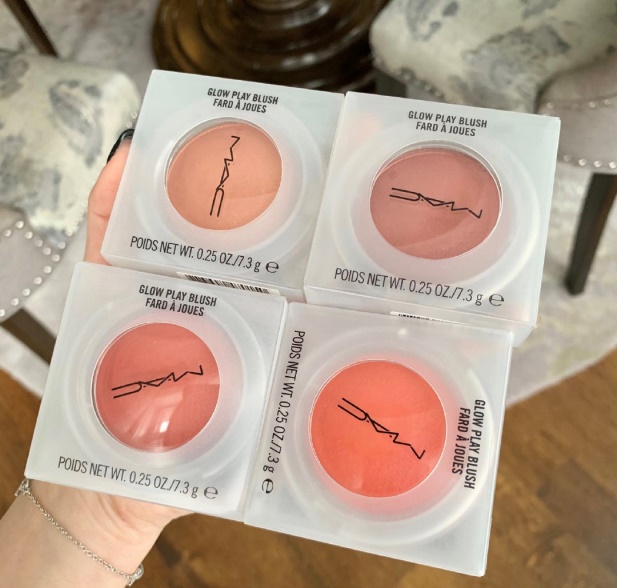 GLOW PLAY BLUSH
FARD À JOUES
MAC
POIDS NET WT. 0.25 OZ./7.3 g ℮
GLOW PLAY BLUSH
FARD À JOUES
MAC
POIDS NET WT. 0.25 OZ./7.3 g ℮
GLOW PLAY BLUSH
FARD À JOUES
MAC
POIDS NET WT. 0.25 OZ./7.3 g ℮
GLOW PLAY BLUSH
FARD À JOUES
MAC
POIDS NET WT. 0.25 OZ./7.3 g ℮